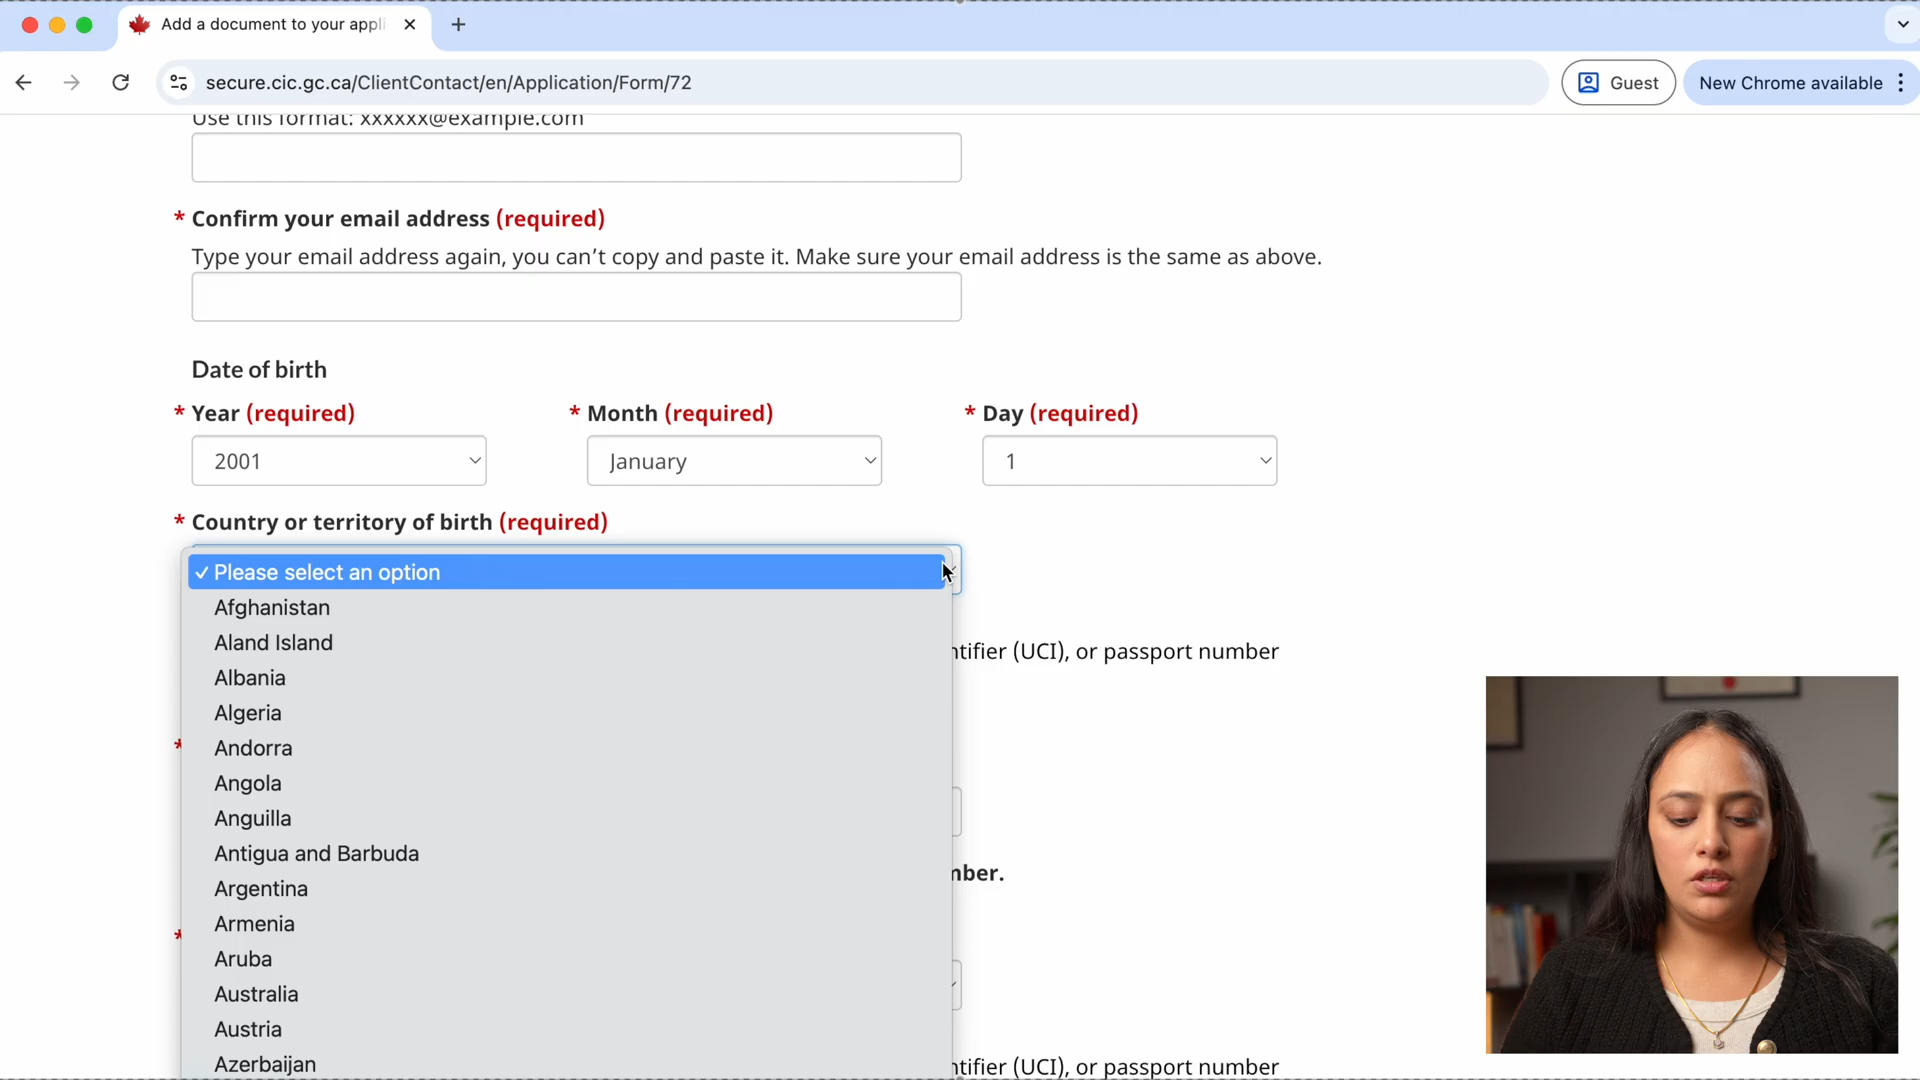 Add a document to your appli
secure.cic.gc.ca/ClientContact/en/Application/Form/72
Guest
New Chrome available
Use this format: xxxxxx@example.com
* Confirm your email address (required)
Type your email address again, you can’t copy and paste it. Make sure your email address is the same as above.
Date of birth
* Year (required)
* Month (required)
* Day (required)
2001
January
1
* Country or territory of birth (required)
✓ Please select an option
Afghanistan
Aland Island
Albania
ntifier (UCI), or passport number
Algeria
Andorra
*
Angola
Anguilla
Antigua and Barbuda
mber.
Argentina
Armenia
*
Aruba
Australia
Austria
Azerbaijan
ntifier (UCI), or passport number